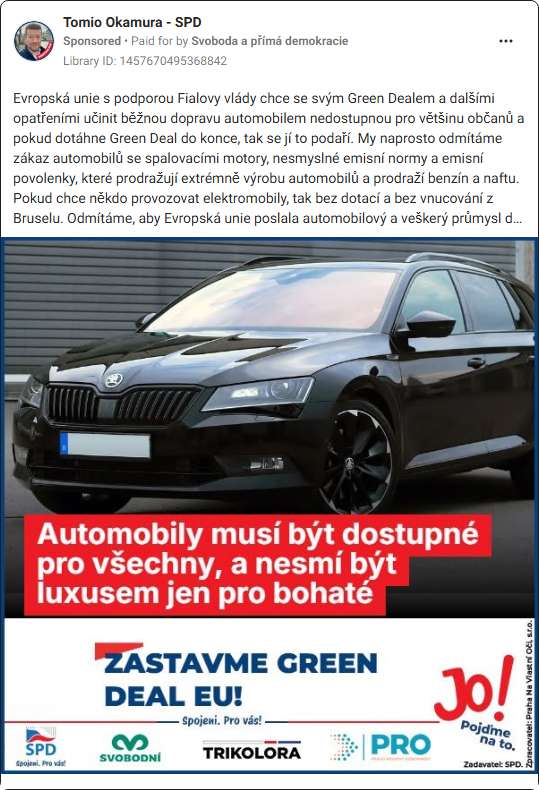 Tomio Okamura - SPD
Sponsored • Paid for by Svoboda a přímá demokracie
Library ID: 1457670495368842
Evropská unie s podporou Fialovy vlády chce se svým Green Dealem a dalšími
opatřeními učinit běžnou dopravu automobilem nedostupnou pro většinu občanů a
pokud dotáhne Green Deal do konce, tak se jí to podaří. My naprosto odmítáme
zákaz automobilů se spalovacími motory, nesmyslné emisní normy a emisní
povolenky, které prodražují extrémně výrobu automobilů a prodraží benzín a naftu.
Pokud chce někdo provozovat elektromobily, tak bez dotací a bez vnucování z
Bruselu. Odmítáme, aby Evropská unie poslala automobilový a veškerý průmysl d...
Automobily musí být dostupné
pro všechny, a nesmí být
luxusem jen pro bohaté
ZASTAVME GREEN
DEAL EU!
Spojeni. Pro vás!
Jo!
Pojďme
na to.
SPD
Spojeni. Pro vás!
SVOBODNÍ
TRIKOLORA
PRO
Zadavatel: SPD.
Zpracovatel: Praha Na Vlastní Oči, s.r.o.